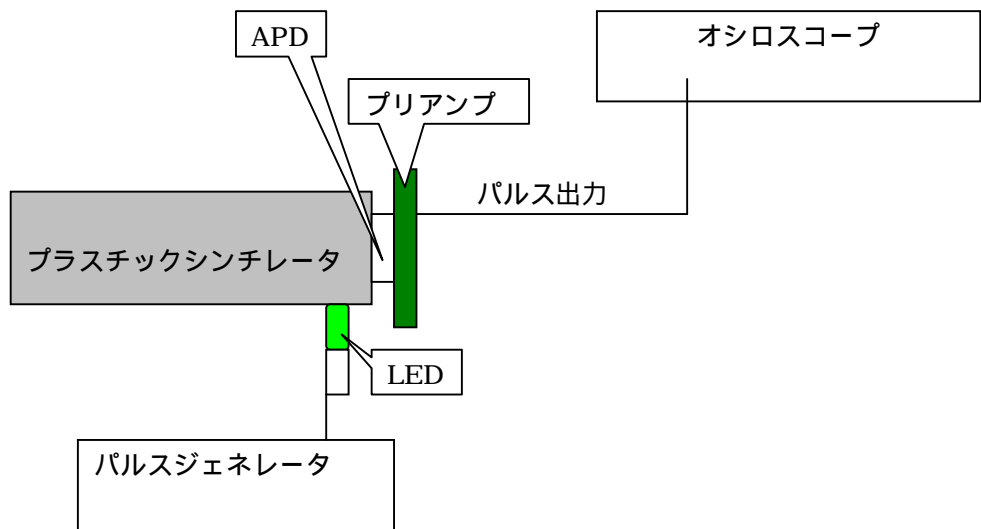 APD
オシロスコープ
プリアンプ
パルス出力
プラスチックシンチレータ
LED
パルスジェネレータ